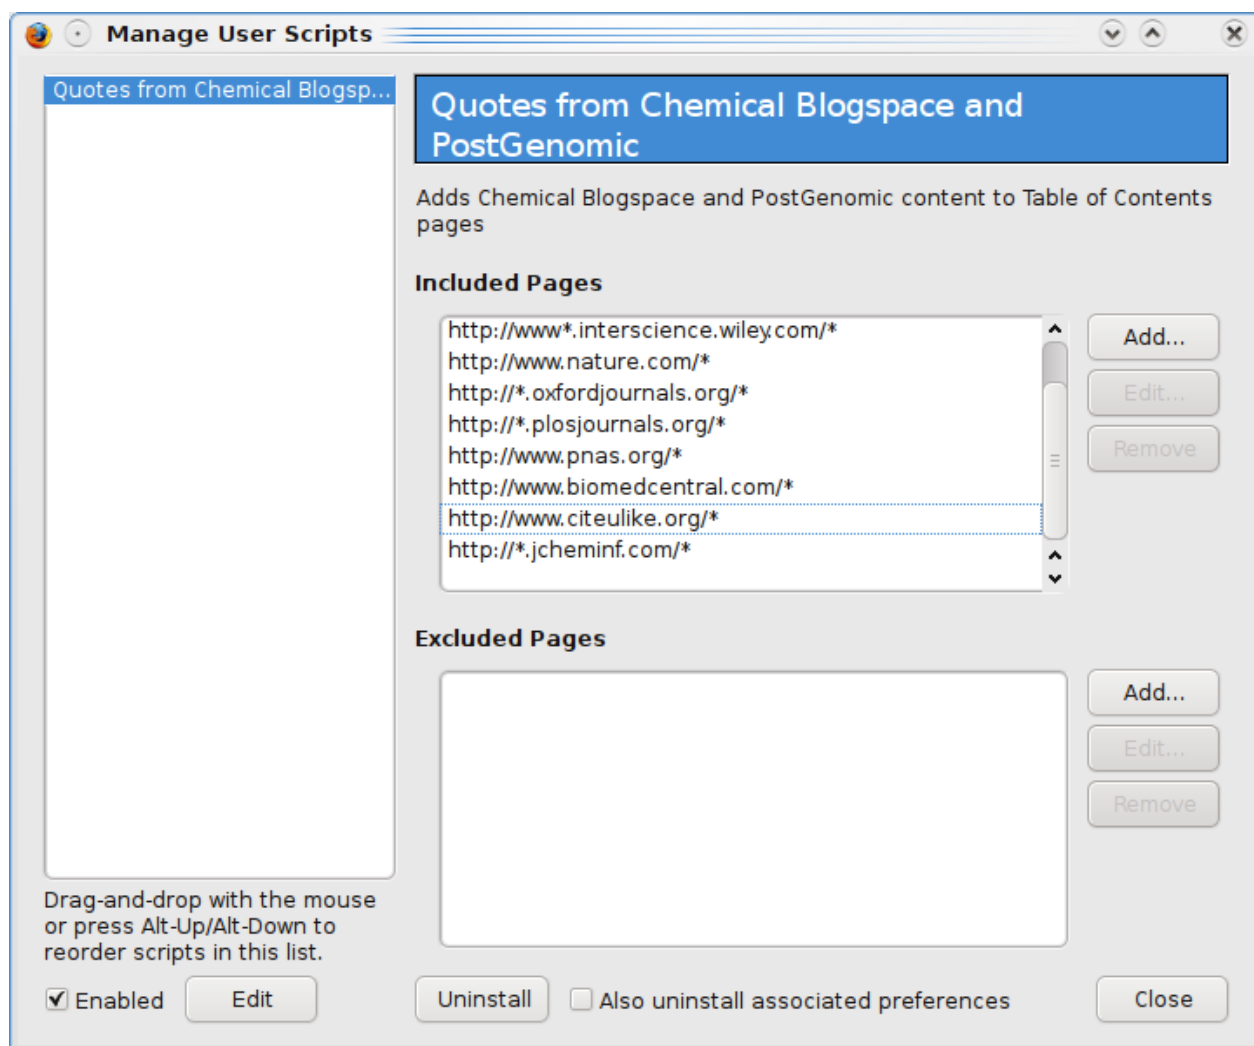 Manage User Scripts
Quotes from Chemical Blogsp...
Quotes from Chemical Blogspace and
PostGenomic
Adds Chemical Blogspace and PostGenomic content to Table of Contents
pages
Included Pages
http://www*.interscience.wiley.com/*
http://www.nature.com/*
http://*.oxfordjournals.org/*
http://*.plosjournals.org/*
http://www.pnas.org/*
http://www.biomedcentral.com/*
http://www.citeulike.org/*
http://*.jcheminf.com/*
Add...
Edit...
Remove
Excluded Pages
Add...
Edit...
Remove
Drag-and-drop with the mouse
or press Alt-Up/Alt-Down to
reorder scripts in this list.
Enabled
Edit
Uninstall
Also uninstall associated preferences
Close